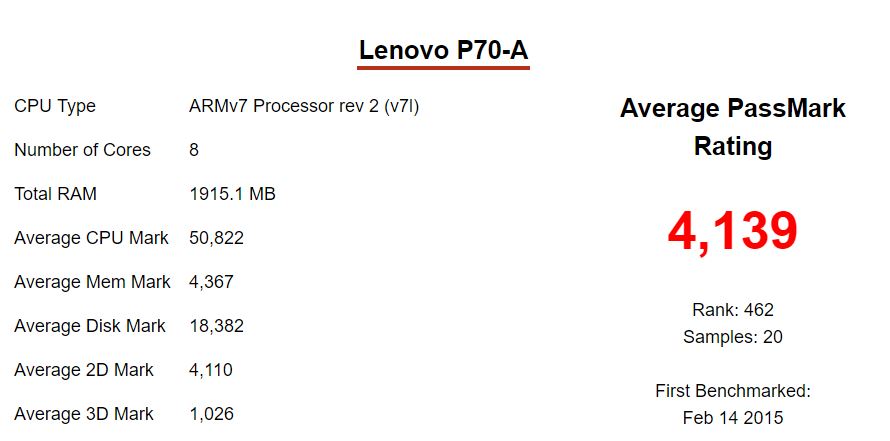 Lenovo P70-A
CPU Type ARMv7 Processor rev 2 (v7l)
Number of Cores 8
Total RAM 1915.1 MB
Average CPU Mark 50,822
Average Mem Mark 4,367
Average Disk Mark 18,382
Average 2D Mark 4,110
Average 3D Mark 1,026
Average PassMark
Rating
4,139
Rank: 462
Samples: 20
First Benchmarked:
Feb 14 2015